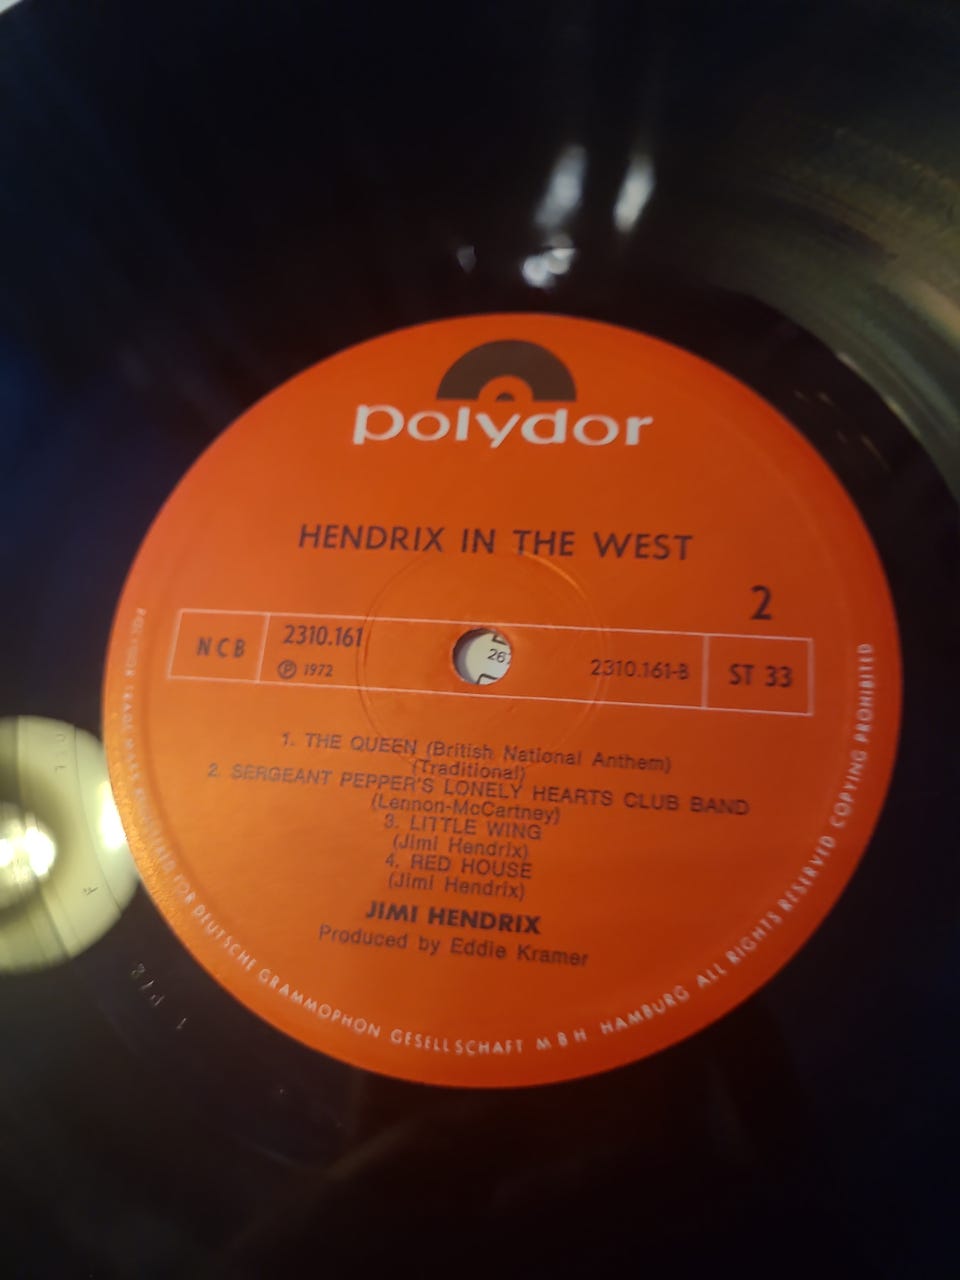 polydor
HENDRIX IN THE WEST
2
NCB
2310.161
℗ 1972
2310.161-B
ST 33
1. THE QUEEN (British National Anthem)
(Traditional)
2. SERGEANT PEPPER'S LONELY HEARTS CLUB BAND
(Lennon-McCartney)
3. LITTLE WING
(Jimi Hendrix)
4. RED HOUSE
(Jimi Hendrix)
JIMI HENDRIX
Produced by Eddie Kramer
FOR DEUTSCHE GRAMMOPHON GESELLSCHAFT MBH HAMBURG ALL RIGHTS RESERVED COPYING PROHIBITED